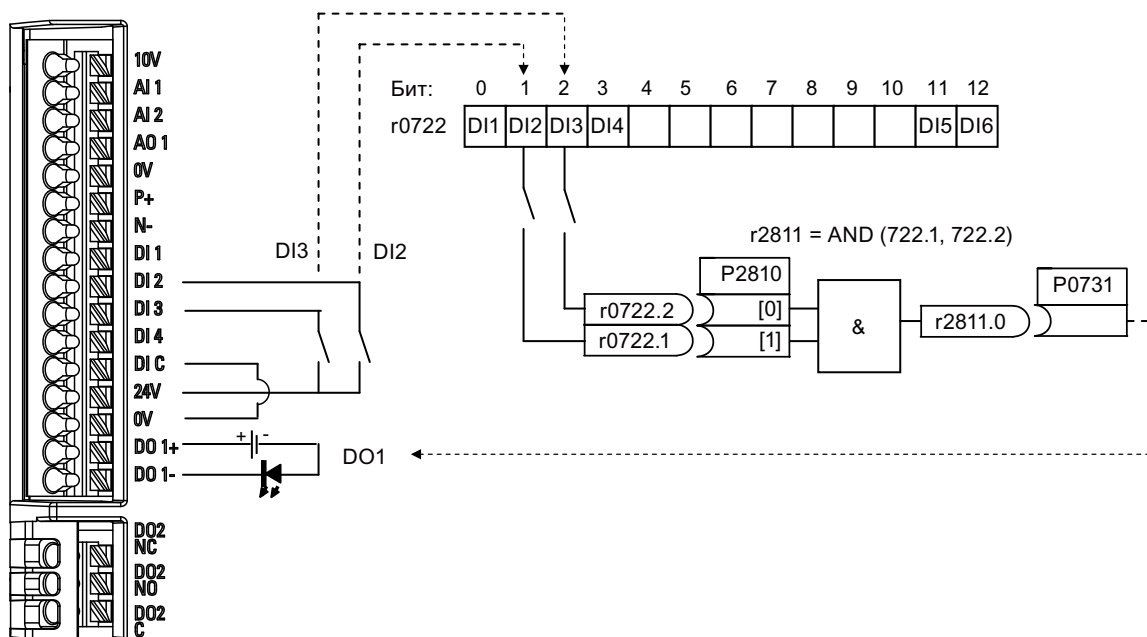 10V
AI 1
AI 2
AO 1
0V
P+
N-
DI 1
DI 2
DI 3
DI 4
DI C
24V
0V
DO 1+
DO 1-
DO2
NC
DO2
NO
DO2
C
DI3 DI2
+ -
DO1
Бит: 0 1 2 3 4 5 6 7 8 9 10 11 12
r0722 DI1 DI2 DI3 DI4 DI5 DI6
r2811 = AND (722.1, 722.2)
P2810
r0722.2 [0]
r0722.1 [1]
&
r2811.0
P0731